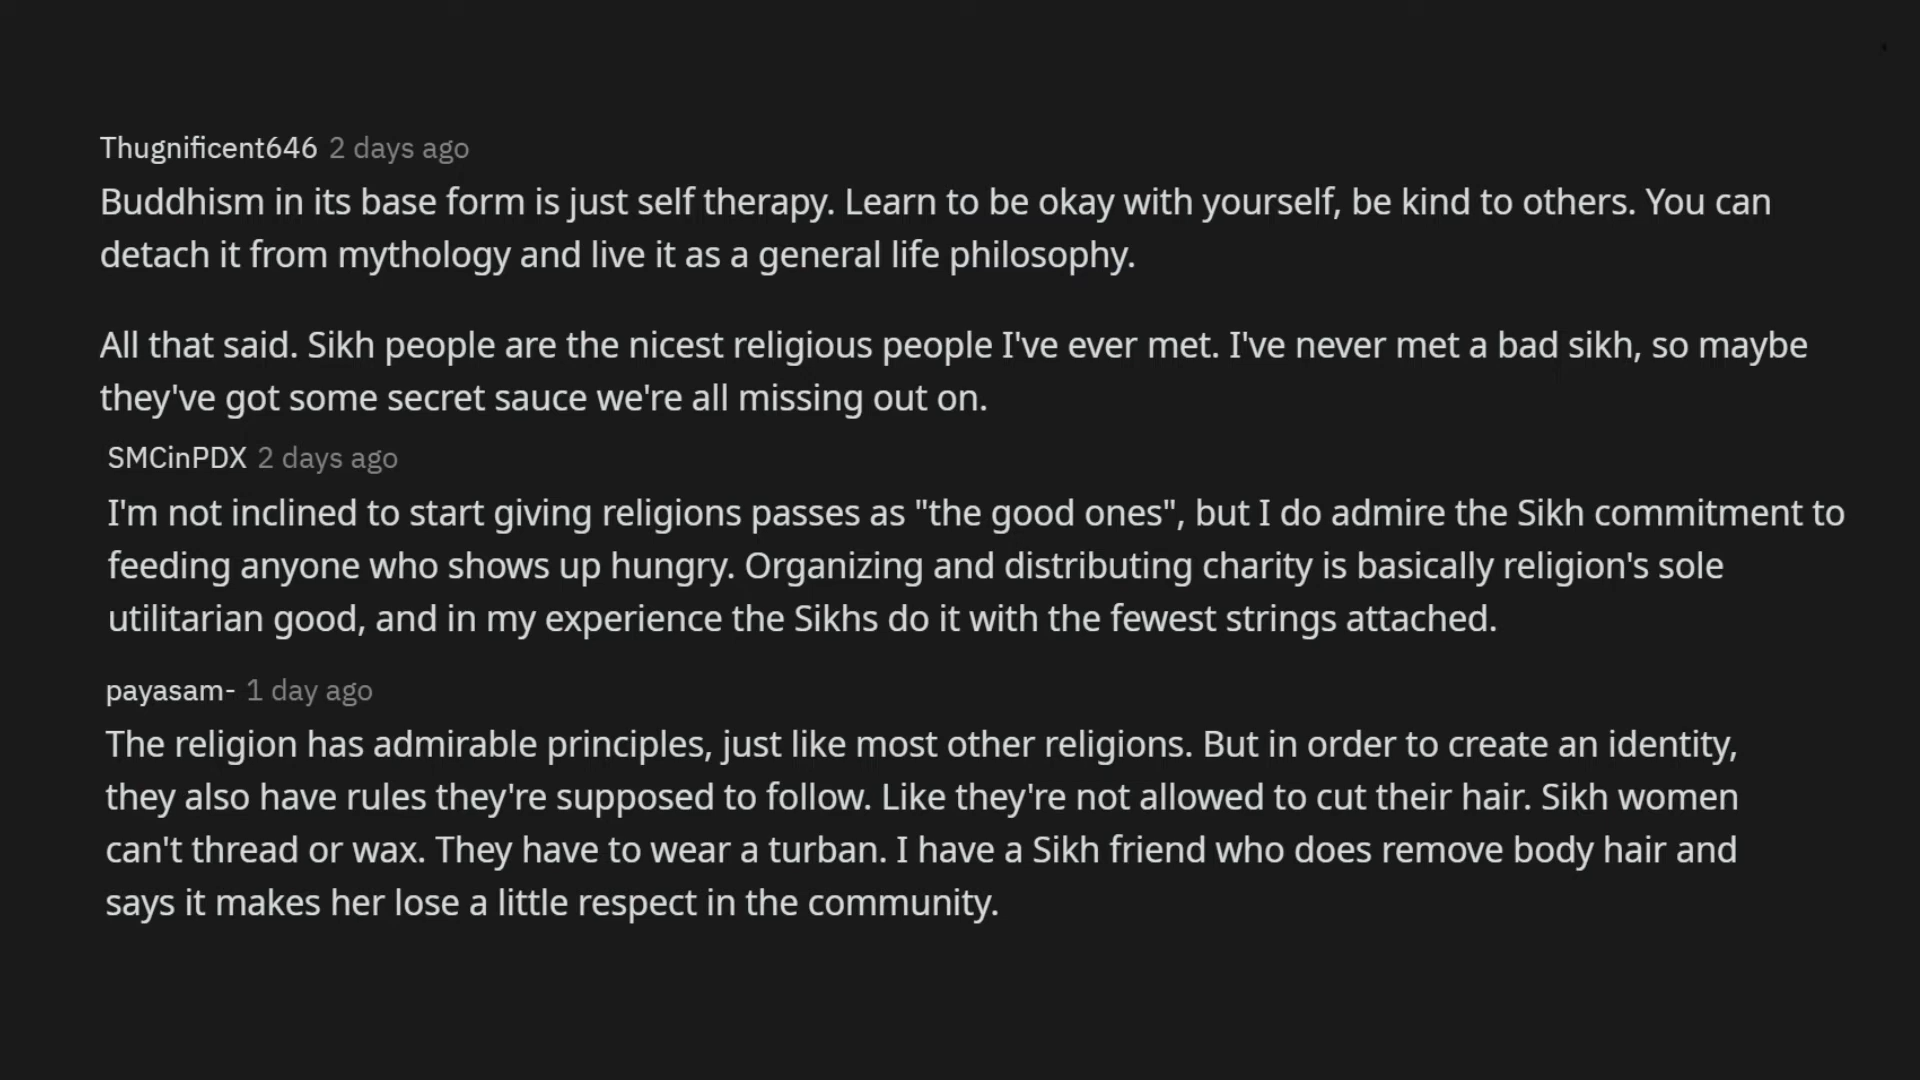 Thugnificent646 2 days ago
Buddhism in its base form is just self therapy. Learn to be okay with yourself, be kind to others. You can
detach it from mythology and live it as a general life philosophy.
All that said. Sikh people are the nicest religious people I've ever met. I've never met a bad sikh, so maybe
they've got some secret sauce we're all missing out on.
SMCinPDX 2 days ago
I'm not inclined to start giving religions passes as "the good ones", but I do admire the Sikh commitment to
feeding anyone who shows up hungry. Organizing and distributing charity is basically religion's sole
utilitarian good, and in my experience the Sikhs do it with the fewest strings attached.
payasam- 1 day ago
The religion has admirable principles, just like most other religions. But in order to create an identity,
they also have rules they're supposed to follow. Like they're not allowed to cut their hair. Sikh women
can't thread or wax. They have to wear a turban. I have a Sikh friend who does remove body hair and
says it makes her lose a little respect in the community.